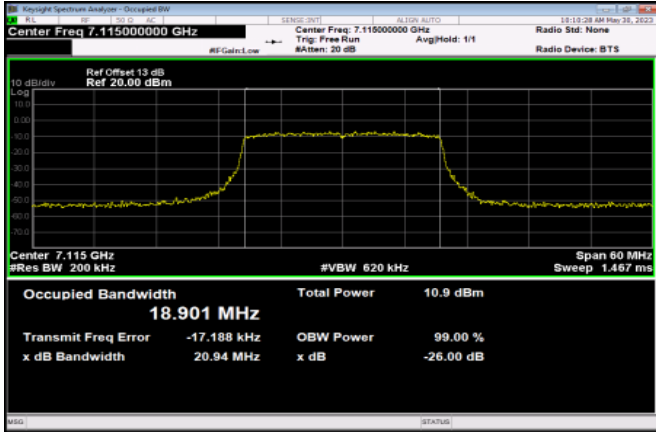 Keysight Spectrum Analyzer - Occupied BW
RL RF 50 Ω AC SENSE:INT ALIGN AUTO 10:10:28 AM May 30, 2023
Center Freq 7.115000000 GHz
Center Freq: 7.115000000 GHz
Radio Std: None
Trig: Free Run Avg|Hold: 1/1
#IFGain:Low #Atten: 20 dB Radio Device: BTS
Ref Offset 13 dB
10 dB/div Ref 20.00 dBm
Log
10.0
0.00
-10.0
-20.0
-30.0
-40.0
-50.0
-60.0
-70.0
Center 7.115 GHz Span 60 MHz
#Res BW 200 kHz #VBW 620 kHz Sweep 1.467 ms
Occupied Bandwidth Total Power 10.9 dBm
18.901 MHz
Transmit Freq Error -17.188 kHz OBW Power 99.00 %
x dB Bandwidth 20.94 MHz x dB -26.00 dB
MSG STATUS